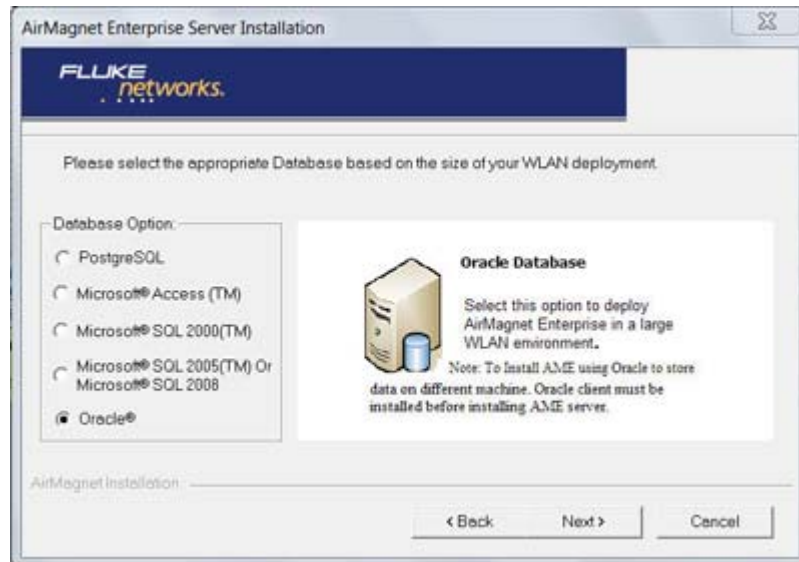 AirMagnet Enterprise Server Installation
FLUKE
networks.
Please select the appropriate Database based on the size of your WLAN deployment.
Database Option:
PostgreSQL
Microsoft® Access (TM)
Microsoft® SQL 2000(TM)
Microsoft® SQL 2005(TM) Or
Microsoft® SQL 2008
Oracle®
Oracle Database
Select this option to deploy
AirMagnet Enterprise in a large
WLAN environment.
Note: To Install AME using Oracle to store
data on different machine. Oracle client must be
installed before installing AME server.
AirMagnet Installation
< Back
Next >
Cancel